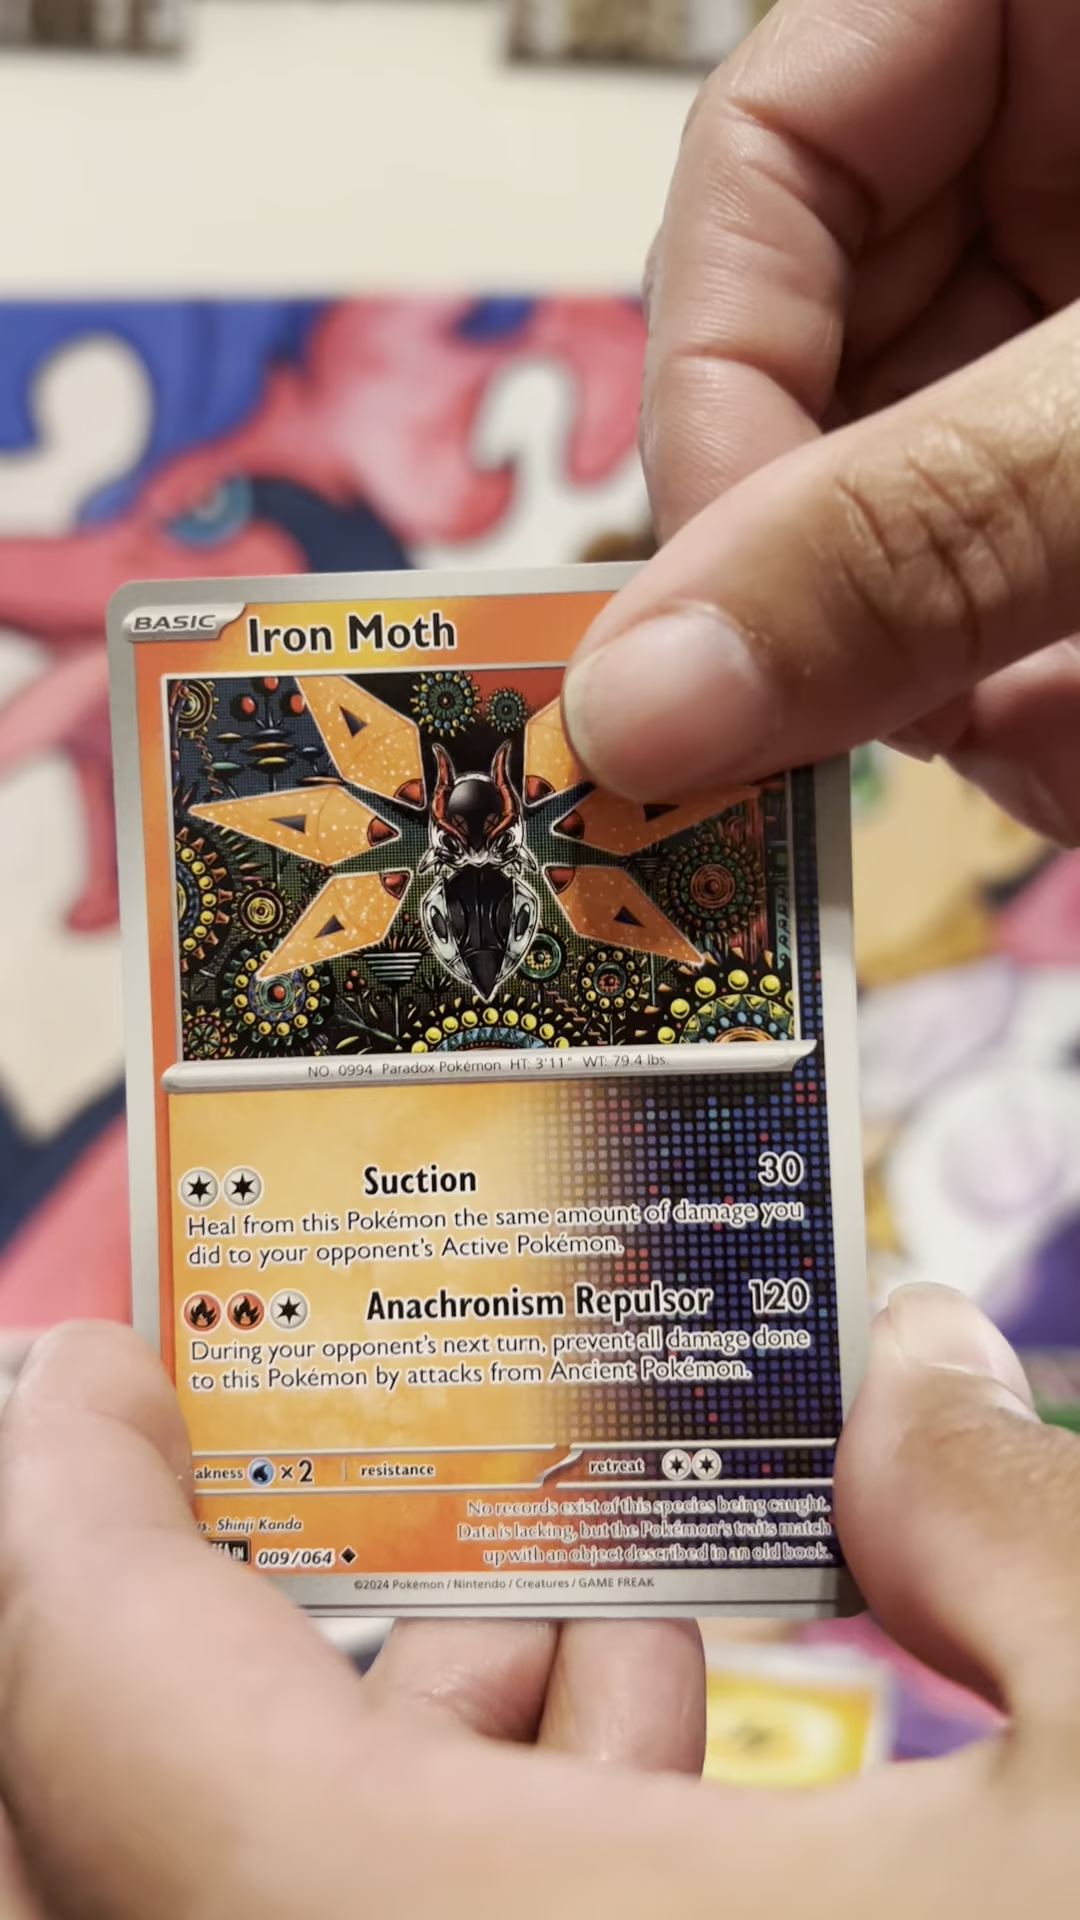 BASIC
Iron Moth
NO. 0994 Paradox Pokémon HT: 3'11" WT: 79.4 lbs.
Suction 30
Heal from this Pokémon the same amount of damage you
did to your opponent's Active Pokémon.
Anachronism Repulsor 120
During your opponent's next turn, prevent all damage done
to this Pokémon by attacks from Ancient Pokémon.
akness ×2 resistance retreat
No records exist of this species being caught.
Data is lacking, but the Pokémon's traits match
up with an object described in an old book.
s. Shinji Kanda
EN 009/064
©2024 Pokémon / Nintendo / Creatures / GAME FREAK